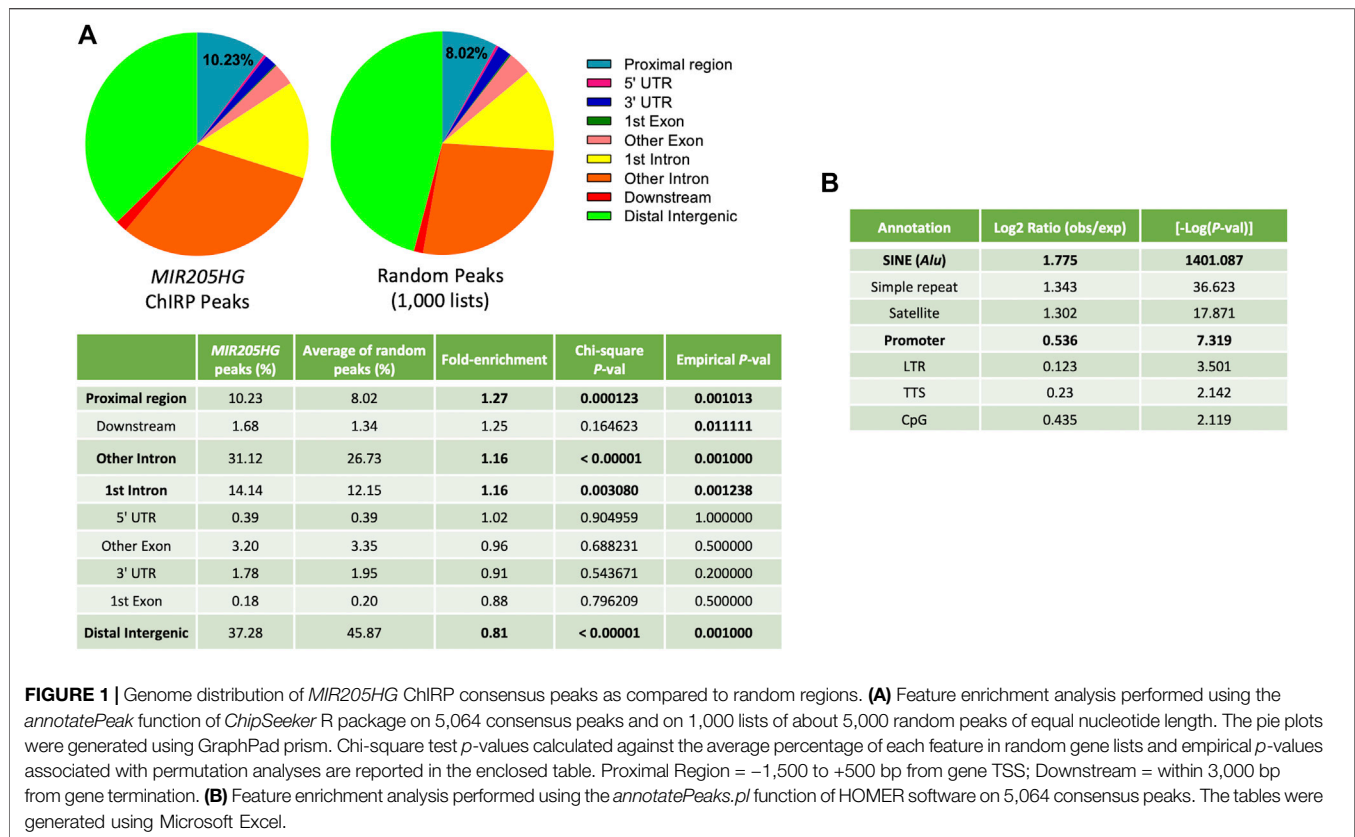 A
10.23%
8.02%
MIR205HG
ChIRP Peaks
Random Peaks
(1,000 lists)
Proximal region
5' UTR
3' UTR
1st Exon
Other Exon
1st Intron
Other Intron
Downstream
Distal Intergenic
MIR205HG peaks (%) Average of random peaks (%) Fold-enrichment Chi-square P-val Empirical P-val
Proximal region 10.23 8.02 1.27 0.000123 0.001013
Downstream 1.68 1.34 1.25 0.164623 0.011111
Other Intron 31.12 26.73 1.16 < 0.00001 0.001000
1st Intron 14.14 12.15 1.16 0.003080 0.001238
5' UTR 0.39 0.39 1.02 0.904959 1.000000
Other Exon 3.20 3.35 0.96 0.688231 0.500000
3' UTR 1.78 1.95 0.91 0.543671 0.200000
1st Exon 0.18 0.20 0.88 0.796209 0.500000
Distal Intergenic 37.28 45.87 0.81 < 0.00001 0.001000
B
Annotation Log2 Ratio (obs/exp) [-Log(P-val)]
SINE (Alu) 1.775 1401.087
Simple repeat 1.343 36.623
Satellite 1.302 17.871
Promoter 0.536 7.319
LTR 0.123 3.501
TTS 0.23 2.142
CpG 0.435 2.119
FIGURE 1 | Genome distribution of MIR205HG ChIRP consensus peaks as compared to random regions. (A) Feature enrichment analysis performed using the
annotatePeak function of ChipSeeker R package on 5,064 consensus peaks and on 1,000 lists of about 5,000 random peaks of equal nucleotide length. The pie plots
were generated using GraphPad prism. Chi-square test p-values calculated against the average percentage of each feature in random gene lists and empirical p-values
associated with permutation analyses are reported in the enclosed table. Proximal Region = −1,500 to +500 bp from gene TSS; Downstream = within 3,000 bp
from gene termination. (B) Feature enrichment analysis performed using the annotatePeaks.pl function of HOMER software on 5,064 consensus peaks. The tables were
generated using Microsoft Excel.